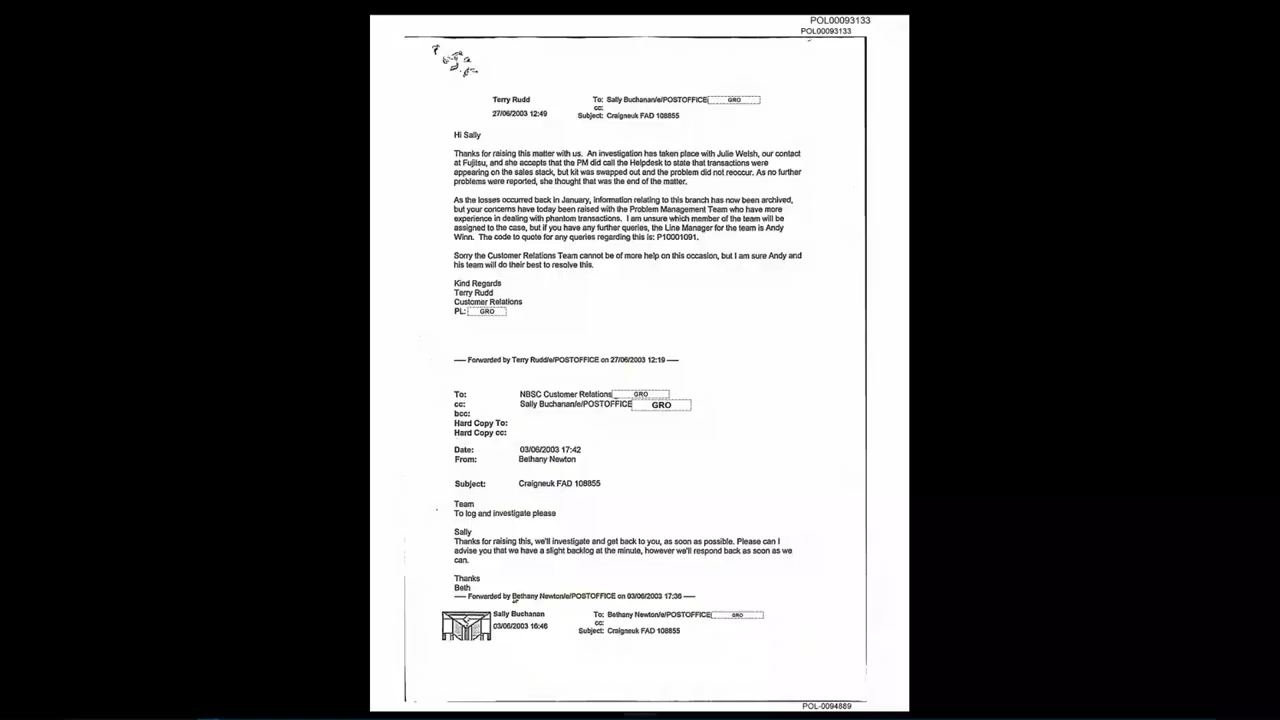 POL00093133
POL00093133
Terry Rudd
27/06/2003 12:49
To: Sally Buchanan/e/POSTOFFICE GRO
cc:
Subject: Craigneuk FAD 108855
Hi Sally
Thanks for raising this matter with us. An investigation has taken place with Julie Welsh, our contact
at Fujitsu, and she accepts that the PM did call the Helpdesk to state that transactions were
appearing on the sales stack, but kit was swapped out and the problem did not reoccur. As no further
problems were reported, she thought that was the end of the matter.
As the losses occurred back in January, information relating to this branch has now been archived,
but your concerns have today been raised with the Problem Management Team who have more
experience in dealing with phantom transactions. I am unsure which member of the team will be
assigned to the case, but if you have any further queries, the Line Manager for the team is Andy
Winn. The code to quote for any queries regarding this is: P10001091.
Sorry the Customer Relations Team cannot be of more help on this occasion, but I am sure Andy and
his team will do their best to resolve this.
Kind Regards
Terry Rudd
Customer Relations
PL: GRO
---- Forwarded by Terry Rudd/e/POSTOFFICE on 27/06/2003 12:19 ----
To: NBSC Customer Relations GRO
cc: Sally Buchanan/e/POSTOFFICE GRO
bcc:
Hard Copy To:
Hard Copy cc:
Date: 03/06/2003 17:42
From: Bethany Newton
Subject: Craigneuk FAD 108855
Team
To log and investigate please
Sally
Thanks for raising this, we'll investigate and get back to you, as soon as possible. Please can I
advise you that we have a slight backlog at the minute, however we'll respond back as soon as we
can.
Thanks
Beth
---- Forwarded by Bethany Newton/e/POSTOFFICE on 03/06/2003 17:36 ----
Sally Buchanan
03/06/2003 16:46
To: Bethany Newton/e/POSTOFFICE GRO
cc:
Subject: Craigneuk FAD 108855
POL-0094889